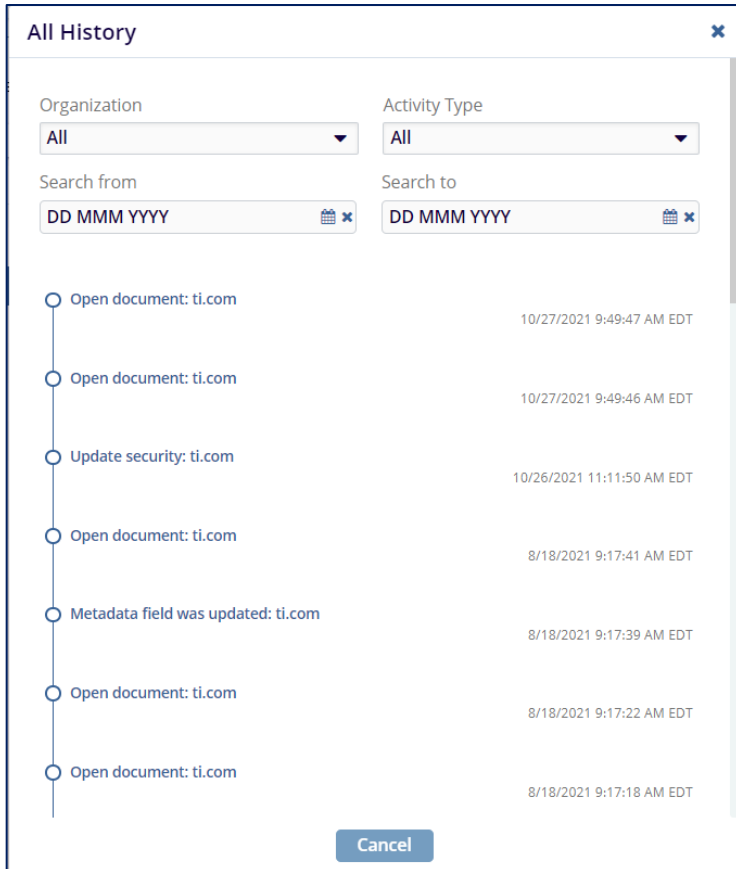 All History
Organization Activity Type
All All
Search from Search to
DD MMM YYYY DD MMM YYYY
Open document: ti.com
10/27/2021 9:49:47 AM EDT
Open document: ti.com
10/27/2021 9:49:46 AM EDT
Update security: ti.com
10/26/2021 11:11:50 AM EDT
Open document: ti.com
8/18/2021 9:17:41 AM EDT
Metadata field was updated: ti.com
8/18/2021 9:17:39 AM EDT
Open document: ti.com
8/18/2021 9:17:22 AM EDT
Open document: ti.com
8/18/2021 9:17:18 AM EDT
Cancel